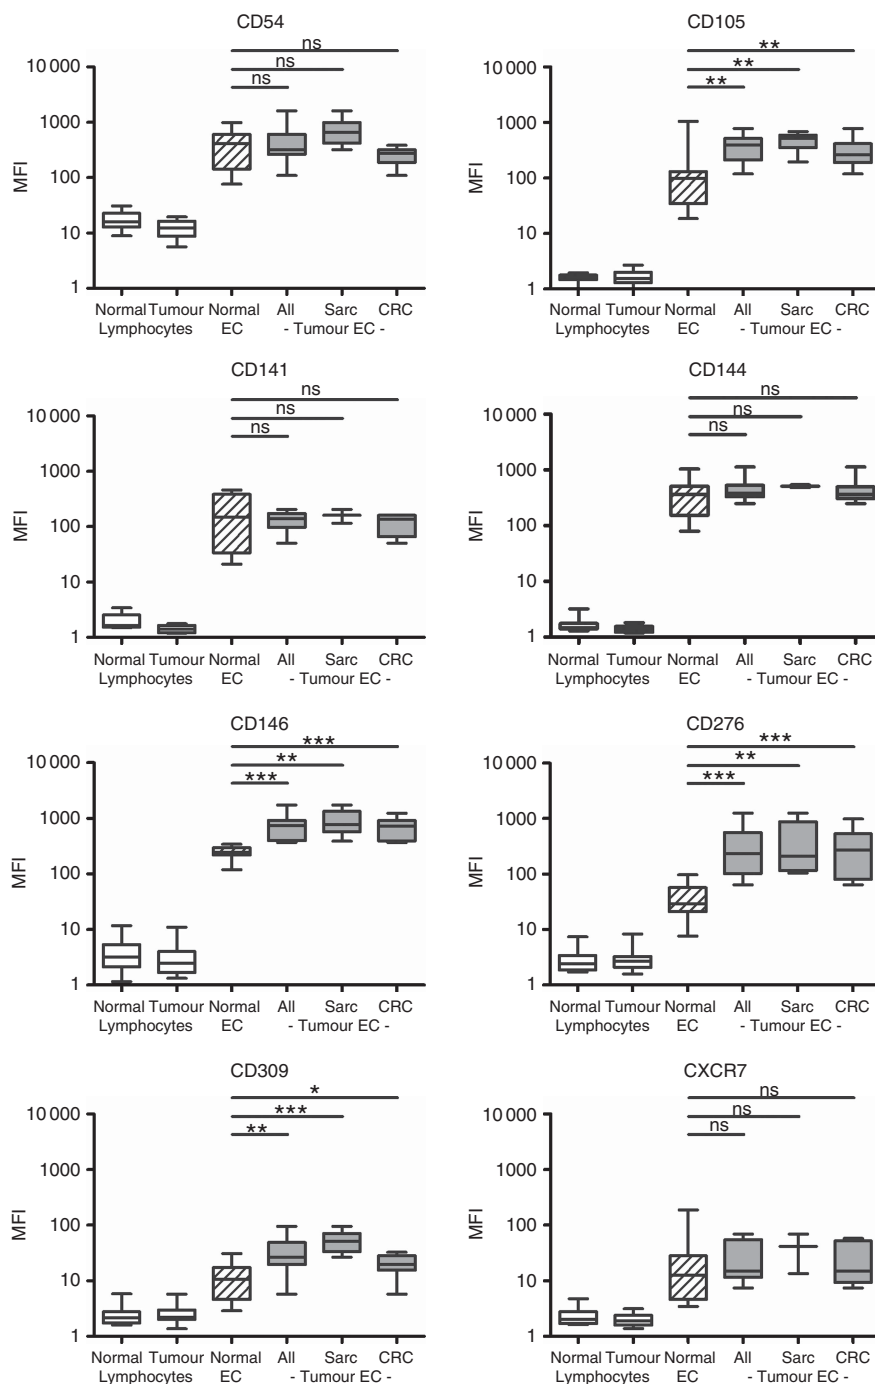 CD54
ns
ns
ns
10 000
1000
100
10
1
MFI
Normal Tumour Normal All Sarc CRC
Lymphocytes EC - Tumour EC -
CD105
**
**
**
10 000
1000
100
10
1
MFI
Normal Tumour Normal All Sarc CRC
Lymphocytes EC - Tumour EC -
CD141
ns
ns
ns
10 000
1000
100
10
1
MFI
Normal Tumour Normal All Sarc CRC
Lymphocytes EC - Tumour EC -
CD144
ns
ns
ns
10 000
1000
100
10
1
MFI
Normal Tumour Normal All Sarc CRC
Lymphocytes EC - Tumour EC -
CD146
***
**
***
10 000
1000
100
10
1
MFI
Normal Tumour Normal All Sarc CRC
Lymphocytes EC - Tumour EC -
CD276
***
**
***
10 000
1000
100
10
1
MFI
Normal Tumour Normal All Sarc CRC
Lymphocytes EC - Tumour EC -
CD309
*
***
**
10 000
1000
100
10
1
MFI
Normal Tumour Normal All Sarc CRC
Lymphocytes EC - Tumour EC -
CXCR7
ns
ns
ns
10 000
1000
100
10
1
MFI
Normal Tumour Normal All Sarc CRC
Lymphocytes EC - Tumour EC -